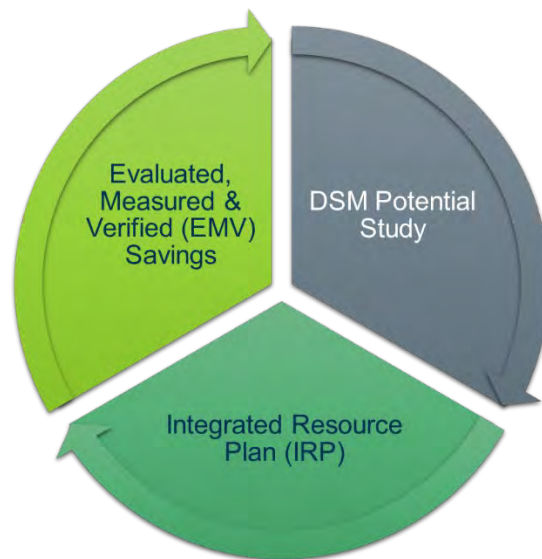 Evaluated,
Measured &
Verified (EMV)
Savings
DSM Potential
Study
Integrated Resource
Plan (IRP)